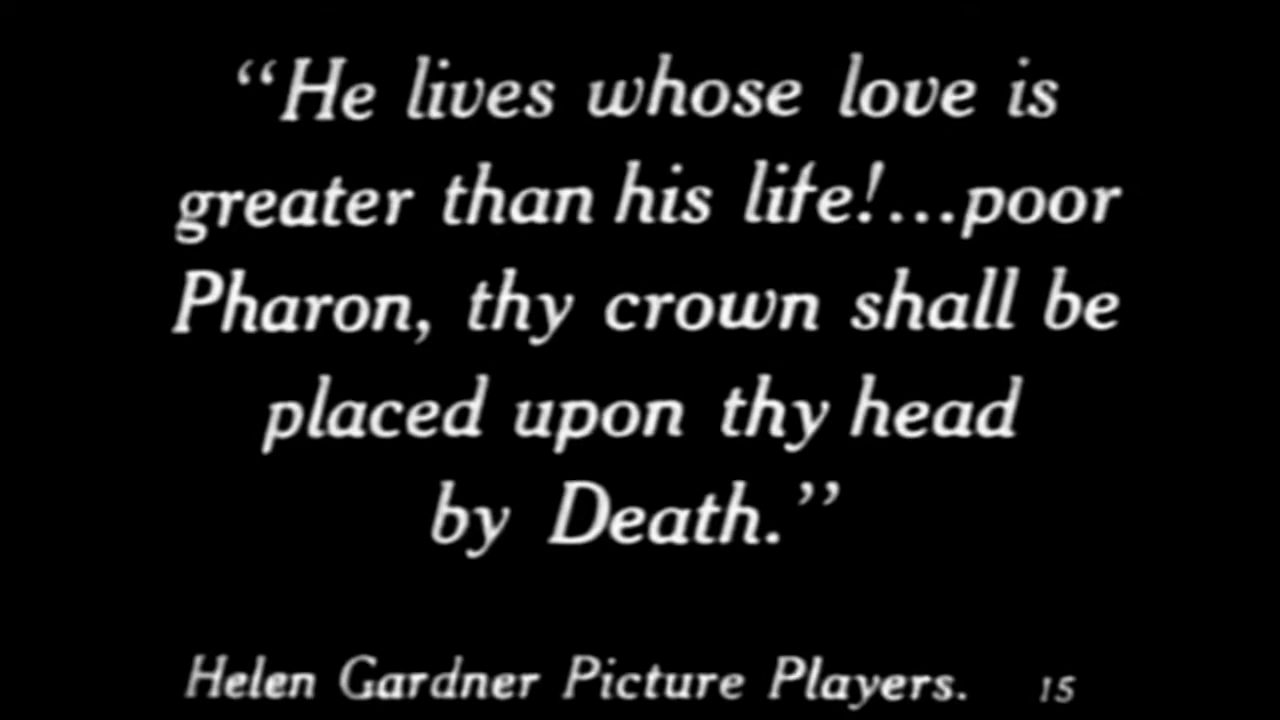 “He lives whose love is
greater than his life!...poor
Pharon, thy crown shall be
placed upon thy head
by Death.”
Helen Gardner Picture Players. 15